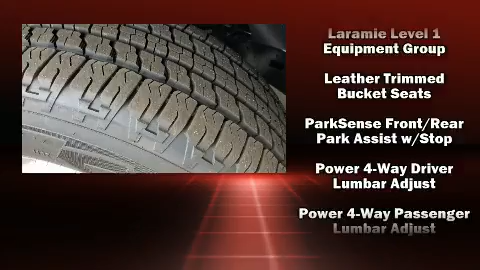 Laramie Level 1
Equipment Group
Leather Trimmed
Bucket Seats
ParkSense Front/Rear
Park Assist w/Stop
Power 4-Way Driver
Lumbar Adjust
Power 4-Way Passenger
Lumbar Adjust